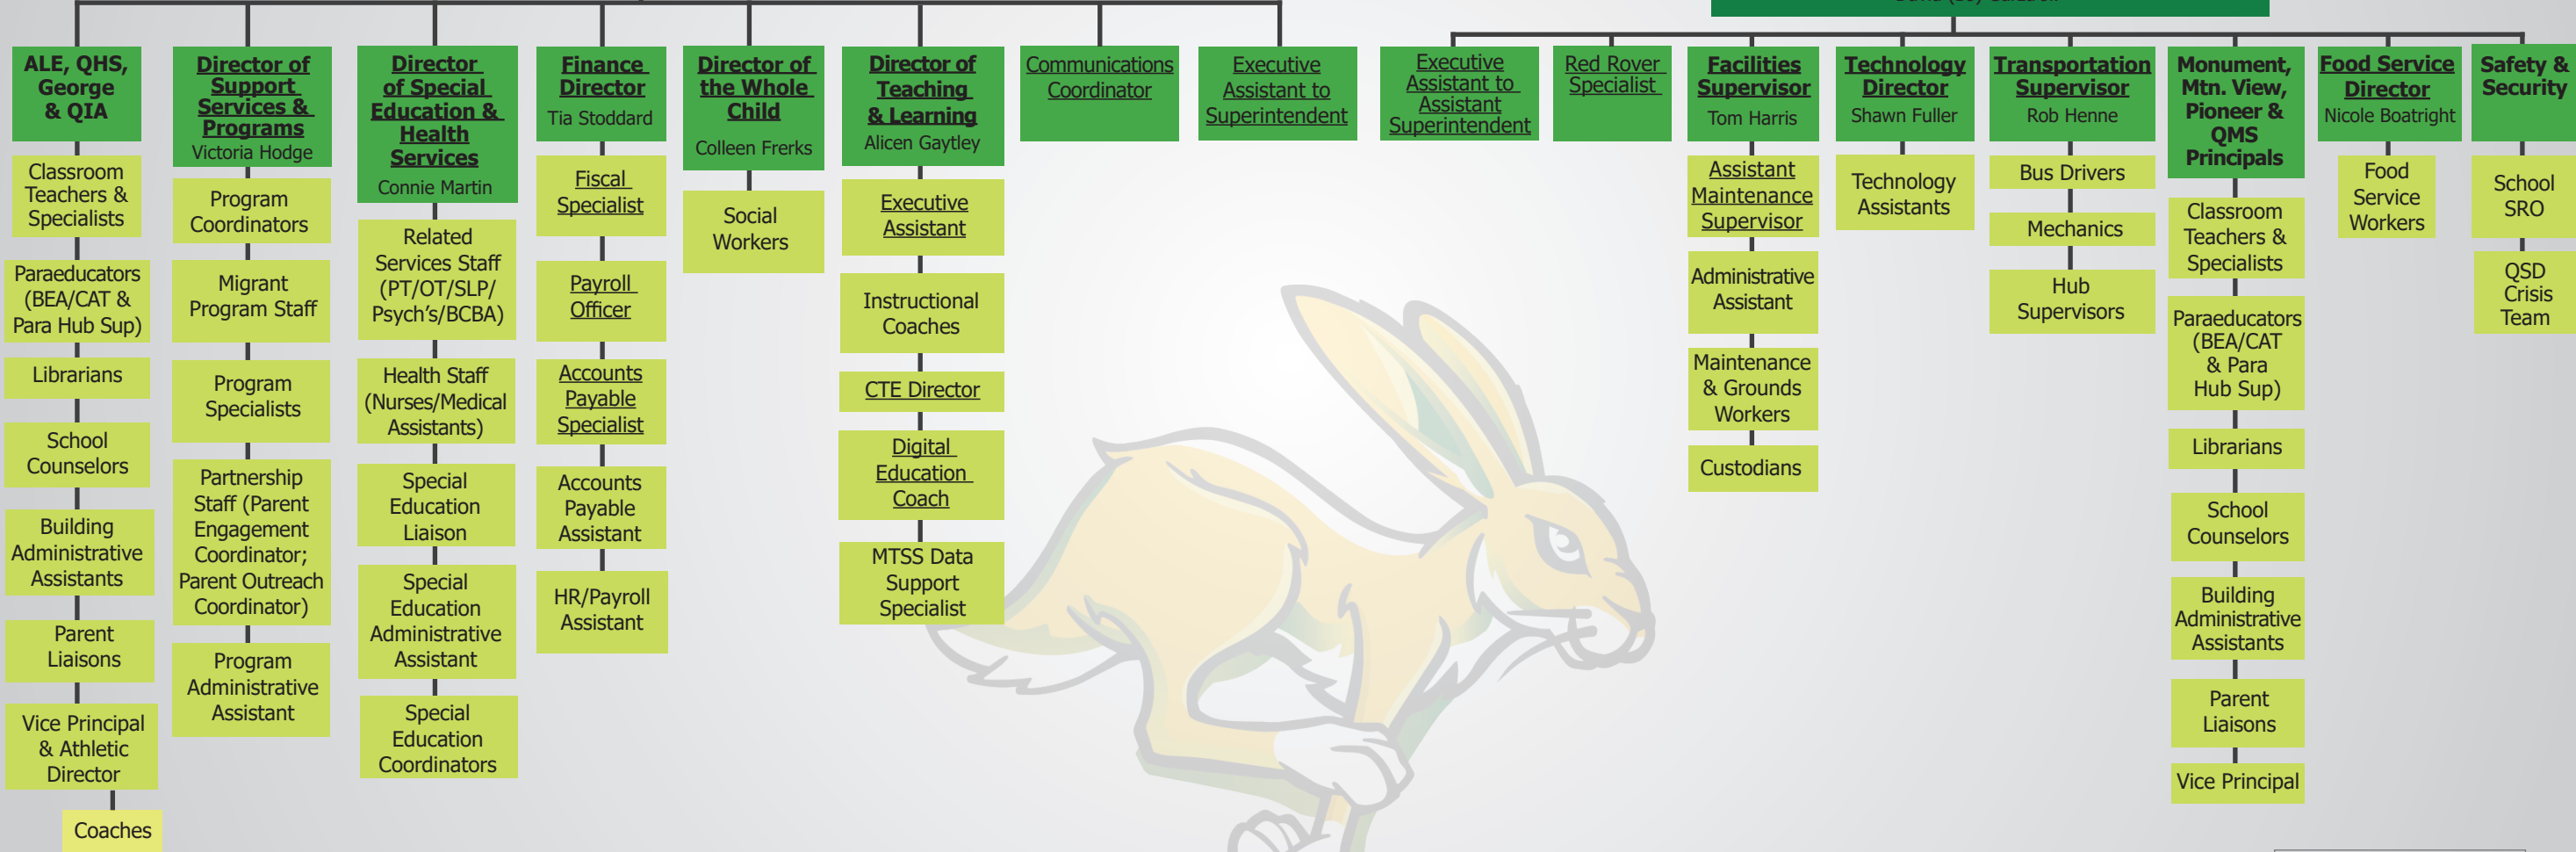 ALE, QHS,
George
& QIA
Classroom
Teachers &
Specialists
Paraeducators
(BEA/CAT &
Para Hub Sup)
Librarians
School
Counselors
Building
Administrative
Assistants
Parent
Liaisons
Vice Principal
& Athletic
Director
Coaches
Director of
Support
Services &
Programs
Victoria Hodge
Program
Coordinators
Migrant
Program Staff
Program
Specialists
Partnership
Staff (Parent
Engagement
Coordinator;
Parent Outreach
Coordinator)
Program
Administrative
Assistant
Director
of Special
Education &
Health
Services
Connie Martin
Related
Services Staff
(PT/OT/SLP/
Psych's/BCBA)
Health Staff
(Nurses/Medical
Assistants)
Special
Education
Liaison
Special
Education
Administrative
Assistant
Special
Education
Coordinators
Finance
Director
Tia Stoddard
Fiscal
Specialist
Payroll
Officer
Accounts
Payable
Specialist
Accounts
Payable
Assistant
HR/Payroll
Assistant
Director of
the Whole
Child
Colleen Frerks
Social
Workers
Director of
Teaching
& Learning
Alicen Gaytley
Executive
Assistant
Instructional
Coaches
CTE Director
Digital
Education
Coach
MTSS Data
Support
Specialist
Communications
Coordinator
Executive
Assistant to
Superintendent
Executive
Assistant to
Assistant
Superintendent
Red Rover
Specialist
Facilities
Supervisor
Tom Harris
Assistant
Maintenance
Supervisor
Administrative
Assistant
Maintenance
& Grounds
Workers
Custodians
Technology
Director
Shawn Fuller
Technology
Assistants
Transportation
Supervisor
Rob Henne
Bus Drivers
Mechanics
Hub
Supervisors
Monument,
Mtn. View,
Pioneer &
QMS
Principals
Classroom
Teachers &
Specialists
Paraeducators
(BEA/CAT
& Para
Hub Sup)
Librarians
School
Counselors
Building
Administrative
Assistants
Parent
Liaisons
Vice Principal
Food Service
Director
Nicole Boatright
Food
Service
Workers
Safety &
Security
School
SRO
QSD
Crisis
Team